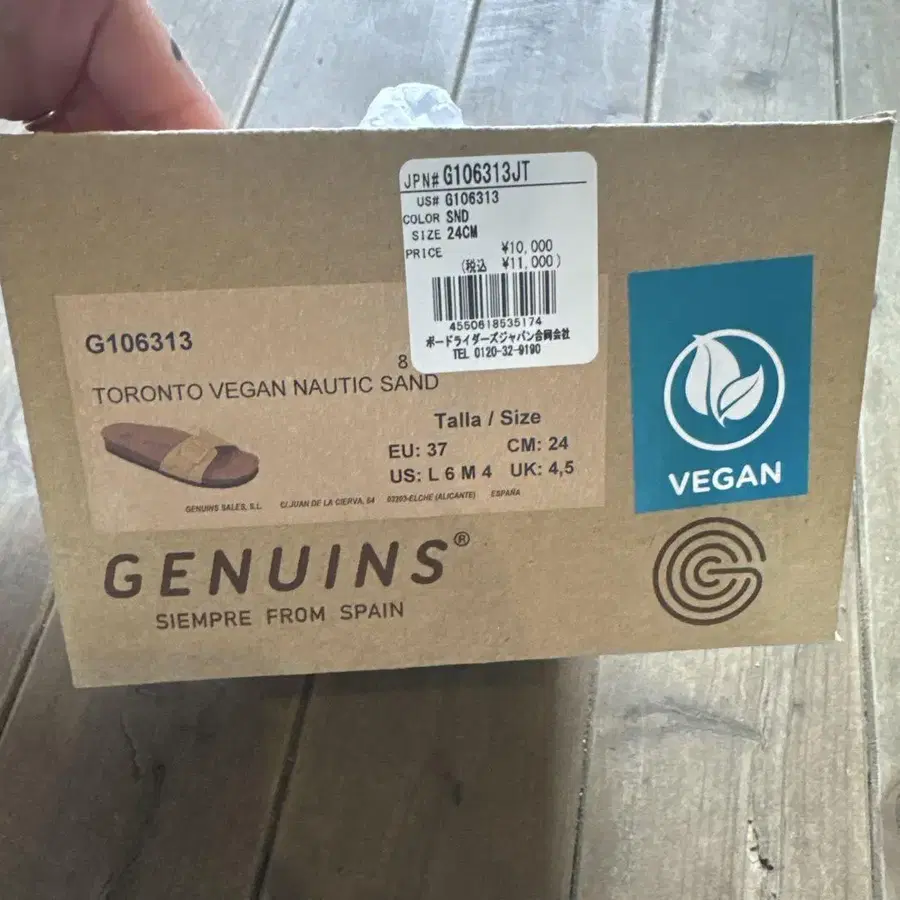 JPN# G106313JT
US# G106313
COLOR SND
SIZE 24CM
PRICE ¥10,000
(税込 ¥11,000)
4550618535174
ボードライダーズジャパン合同会社
TEL 0120-32-9190
G106313
8
TORONTO VEGAN NAUTIC SAND
Talla / Size
EU: 37 CM: 24
US: L 6 M 4 UK: 4,5
GENUINS SALES, S.L. C/.JUAN DE LA CIERVA, 64 03203-ELCHE (ALICANTE) ESPAÑA
VEGAN
GENUINS®
SIEMPRE FROM SPAIN